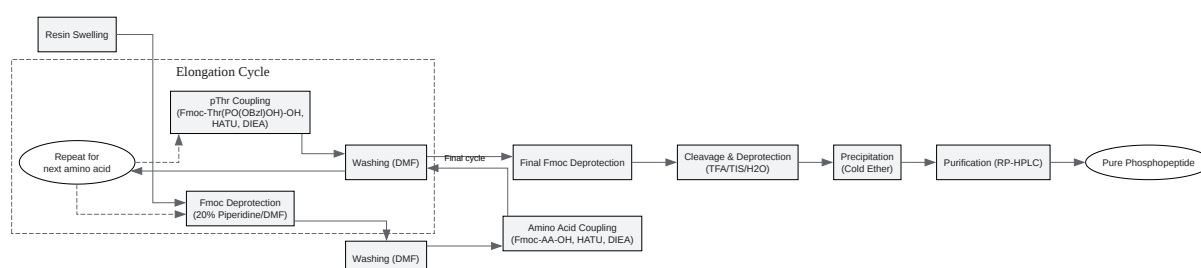 Resin Swelling
Elongation Cycle
pThr Coupling
(Fmoc-Thr(PO(OBzl)OH)-OH,
HATU, DIEA)
Repeat for
next amino acid
Washing (DMF)
Final cycle
Final Fmoc Deprotection
Cleavage & Deprotection
(TFA/TIS/H2O)
Precipitation
(Cold Ether)
Purification (RP-HPLC)
Pure Phosphopeptide
Fmoc Deprotection
(20% Piperidine/DMF)
Amino Acid Coupling
(Fmoc-AA-OH, HATU, DIEA)
Washing (DMF)